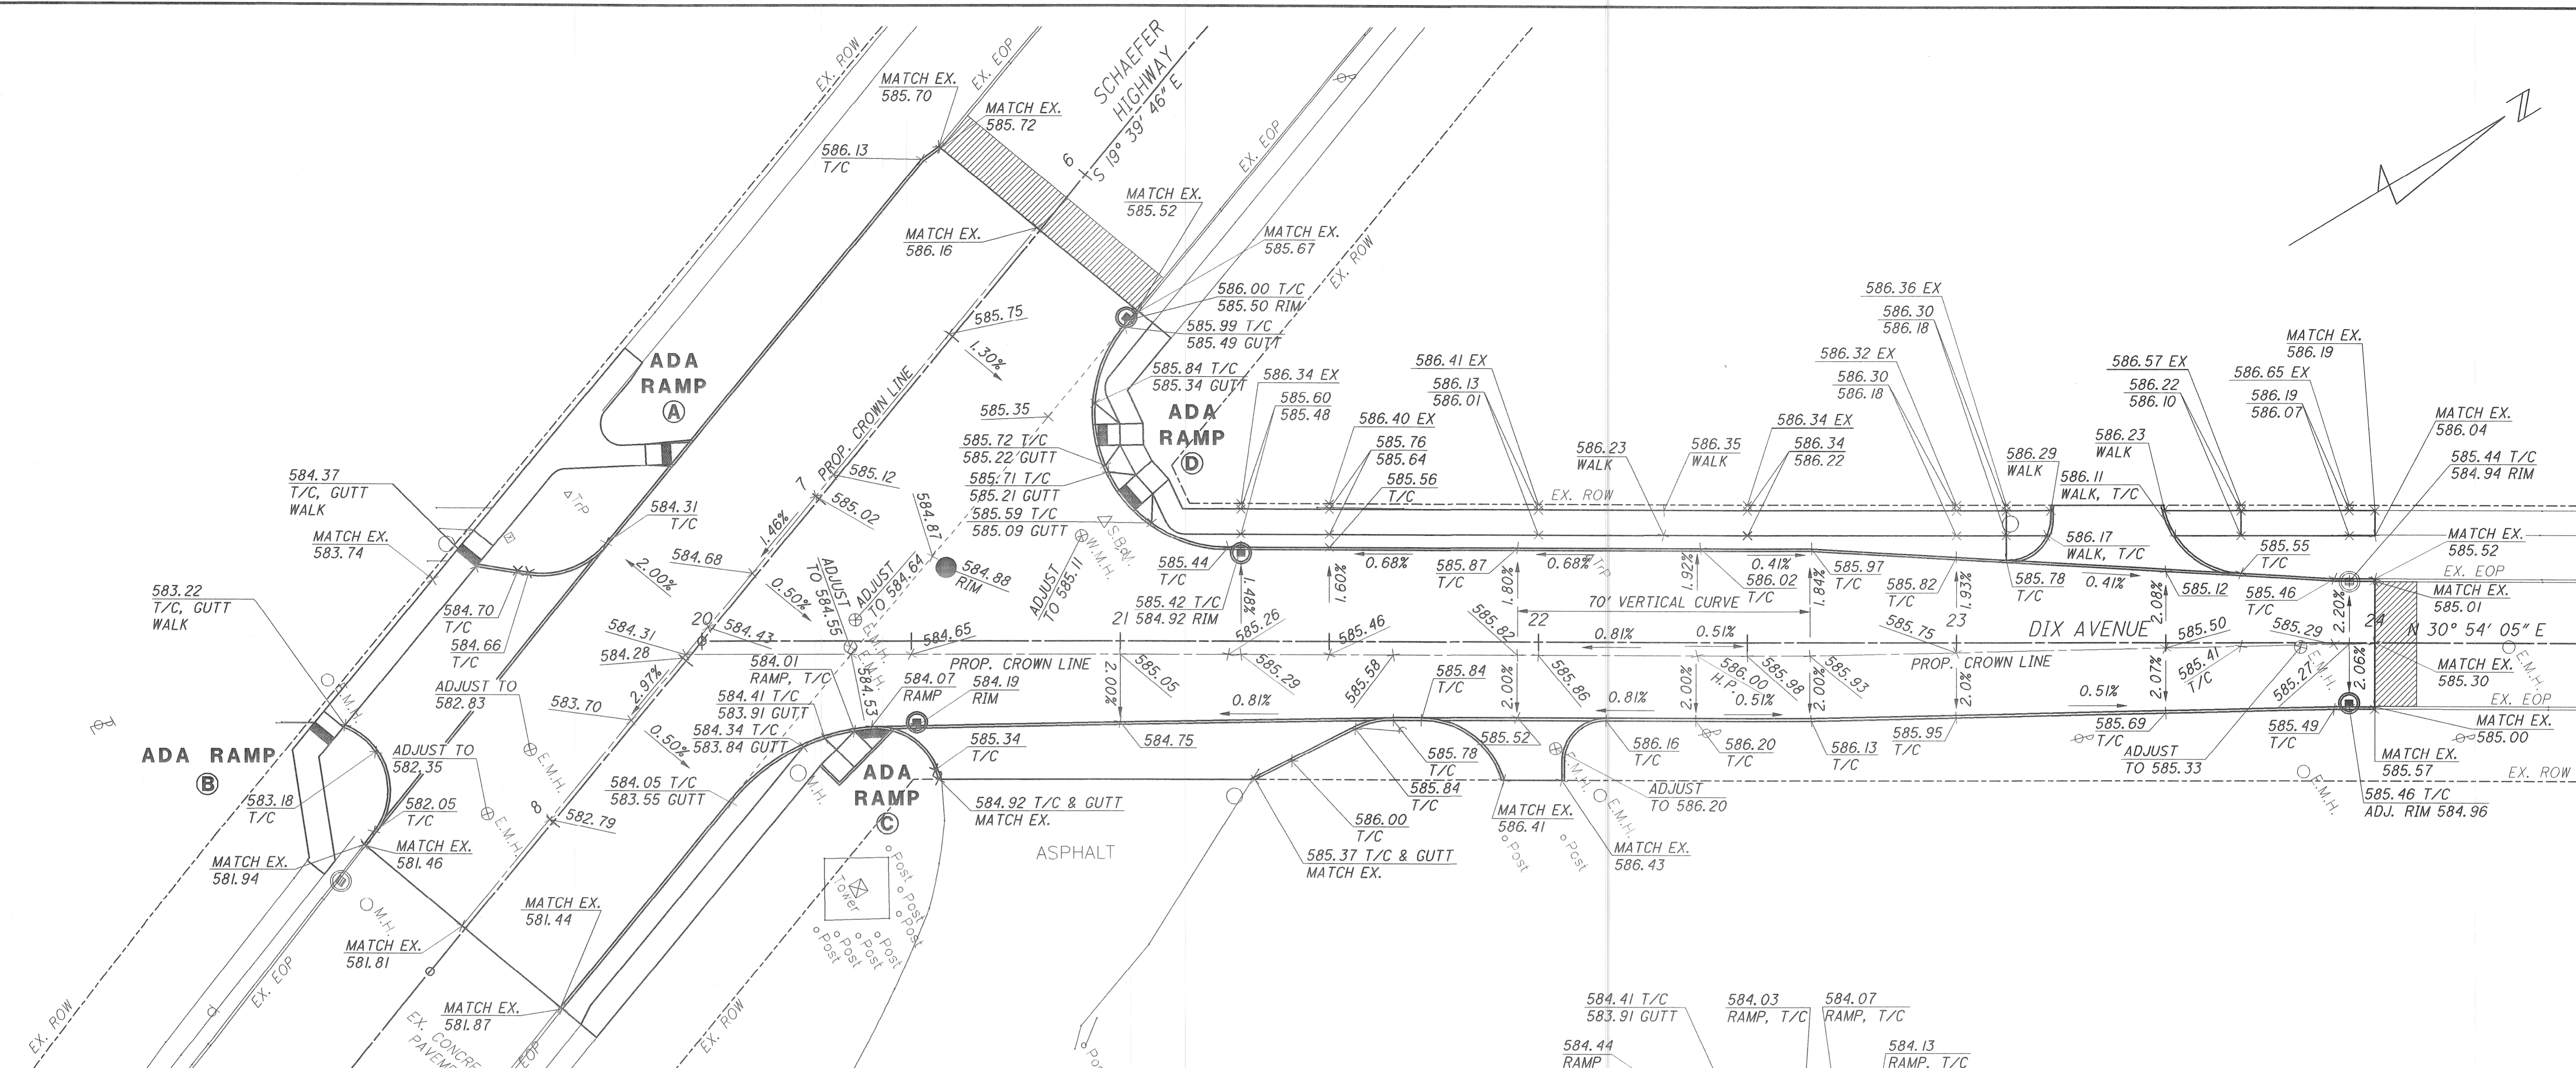 EX. ROW
EX. EOP
SCHAEFER
HIGHWAY
S 19° 39' 46" E
MATCH EX.
585.70
MATCH EX.
585.72
586.13
T/C
6
EX. EOP
MATCH EX.
585.52
MATCH EX.
586.16
MATCH EX.
585.67
EX. ROW
586.00 T/C
585.50 RIM
585.99 T/C
585.49 GUTT
585.75
1.30%
585.84 T/C
585.34 GUTT
585.35
PROP. CROWN LINE
ADA
RAMP
A
ADA
RAMP
D
585.72 T/C
585.22 GUTT
585.71 T/C
585.21 GUTT
585.59 T/C
585.09 GUTT
586.34 EX
585.60
585.48
586.40 EX
585.76
585.64
585.56
T/C
586.41 EX
586.13
586.01
586.23
WALK
586.35
WALK
586.34 EX
586.34
586.22
586.32 EX
586.30
586.18
586.36 EX
586.30
586.18
586.29
WALK
586.23
WALK
586.11
WALK, T/C
586.57 EX
586.22
586.10
586.65 EX
586.19
586.07
MATCH EX.
586.19
MATCH EX.
586.04
585.44 T/C
584.94 RIM
N
EX. ROW
584.37
T/C, GUTT
WALK
MATCH EX.
583.74
583.22
T/C, GUTT
WALK
TrP
584.31
T/C
7
585.12
585.02
1.46%
584.87
584.88
RIM
584.68
2.00%
0.50%
ADJUST
TO 584.55
ADJUST
TO 584.64
E.M.H.
E.M.H.
ADJUST
TO 585.11
W.M.H.
S.Bdy.
585.44
T/C
585.42 T/C
584.92 RIM
1.48%
1.60%
0.68%
585.87
T/C
0.68%
TrP
1.80%
1.92%
0.41%
586.02
T/C
1.84%
585.97
T/C
585.82
T/C
1.93%
585.78
T/C
586.17
WALK, T/C
0.41%
585.12
2.08%
585.55
T/C
585.46
T/C
2.20%
MATCH EX.
585.52
EX. EOP
MATCH EX.
585.01
70' VERTICAL CURVE
584.70
T/C
584.66
T/C
584.31
584.28
20
584.43
584.65
21
585.26
585.46
585.82
22
0.81%
0.51%
585.75
23
DIX AVENUE
585.50
585.29
24
N 30° 54' 05" E
584.01
RAMP, T/C
584.53
584.07
RAMP
584.19
RIM
PROP. CROWN LINE
2.00%
585.05
585.29
585.58
585.84
T/C
2.00%
585.86
2.00%
586.00
H.P.
585.98
2.00%
585.93
PROP. CROWN LINE
2.0%
2.07%
585.41
T/C
585.27
E.M.H.
2.06%
MATCH EX.
585.30
E.M.H.
EX. EOP
ADJUST TO
582.83
583.70
2.97%
0.50%
584.41 T/C
583.91 GUTT
584.34 T/C
583.84 GUTT
584.05 T/C
583.55 GUTT
0.81%
0.81%
0.51%
0.51%
ADA RAMP
B
M.H.
ADJUST TO
582.35
E.M.H.
583.18
T/C
582.05
T/C
E.M.H.
8
582.79
M.H.
ADA
RAMP
C
585.34
T/C
584.75
585.78
T/C
585.52
586.16
T/C
586.20
T/C
586.13
T/C
585.95
T/C
585.69
T/C
ADJUST
TO 585.33
585.49
T/C
MATCH EX.
585.00
MATCH EX.
585.57
EX. ROW
585.46 T/C
ADJ. RIM 584.96
E.M.H.
584.92 T/C & GUTT
MATCH EX.
ASPHALT
585.84
T/C
586.00
T/C
585.37 T/C & GUTT
MATCH EX.
MATCH EX.
586.41
ADJUST
TO 586.20
E.M.H.
E.M.H.
MATCH EX.
586.43
Post
Post
MATCH EX.
581.94
MATCH EX.
581.46
M.H.
MATCH EX.
581.44
MATCH EX.
581.81
MATCH EX.
581.87
Tower
Post
Post
Post
Post
Post
Post
Post
EX. ROW
EX. EOP
EX. CONCRE
PAVEM
EOP
EX. ROW
584.41 T/C
583.91 GUTT
584.03
RAMP, T/C
584.07
RAMP, T/C
584.44
RAMP
584.13
RAMP, T/C